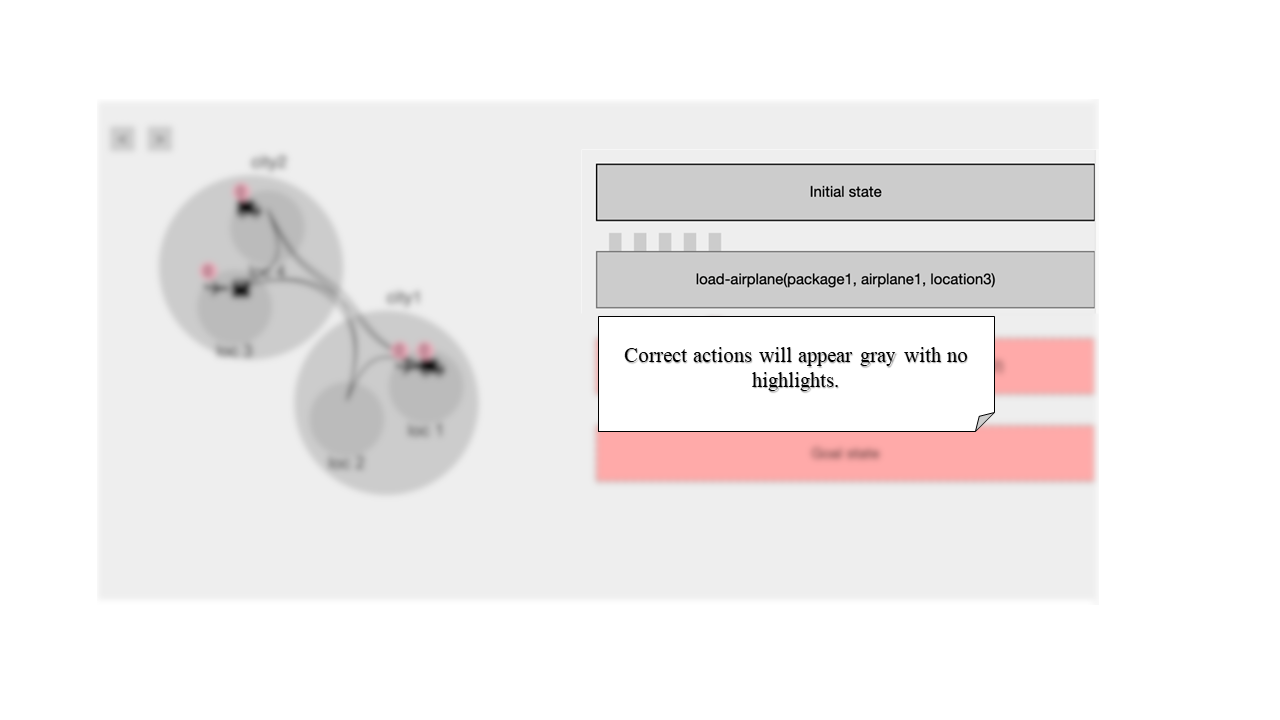 city2
Initial state
loc 4
load-airplane(package1, airplane1, location3)
city1
loc 3
Correct actions will appear gray with no
highlights.
loc 1
Goal state
loc 2